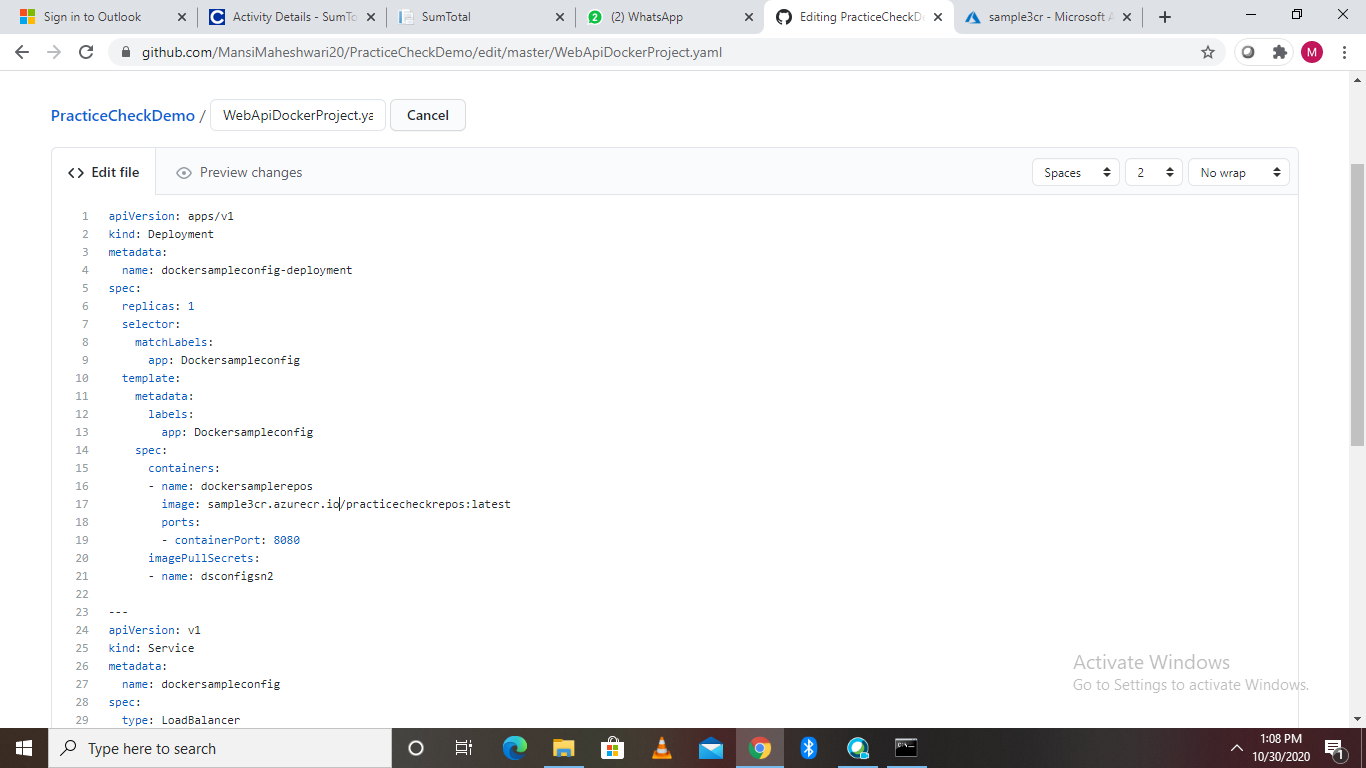 Sign in to Outlook
Activity Details - SumTo
SumTotal
(2) WhatsApp
Editing PracticeCheckD
sample3cr - Microsoft A
github.com/MansiMaheshwari20/PracticeCheckDemo/edit/master/WebApiDockerProject.yaml
M
PracticeCheckDemo / WebApiDockerProject.ya Cancel
Edit file Preview changes Spaces 2 No wrap
1 apiVersion: apps/v1
2 kind: Deployment
3 metadata:
4 name: dockersampleconfig-deployment
5 spec:
6 replicas: 1
7 selector:
8 matchLabels:
9 app: Dockersampleconfig
10 template:
11 metadata:
12 labels:
13 app: Dockersampleconfig
14 spec:
15 containers:
16 - name: dockersamplerepos
17 image: sample3cr.azurecr.io/practicecheckrepos:latest
18 ports:
19 - containerPort: 8080
20 imagePullSecrets:
21 - name: dsconfigsn2
22
23 ---
24 apiVersion: v1
25 kind: Service
26 metadata:
27 name: dockersampleconfig
28 spec:
29 type: LoadBalancer
Activate Windows
Go to Settings to activate Windows.
Type here to search
1:08 PM
10/30/2020
1